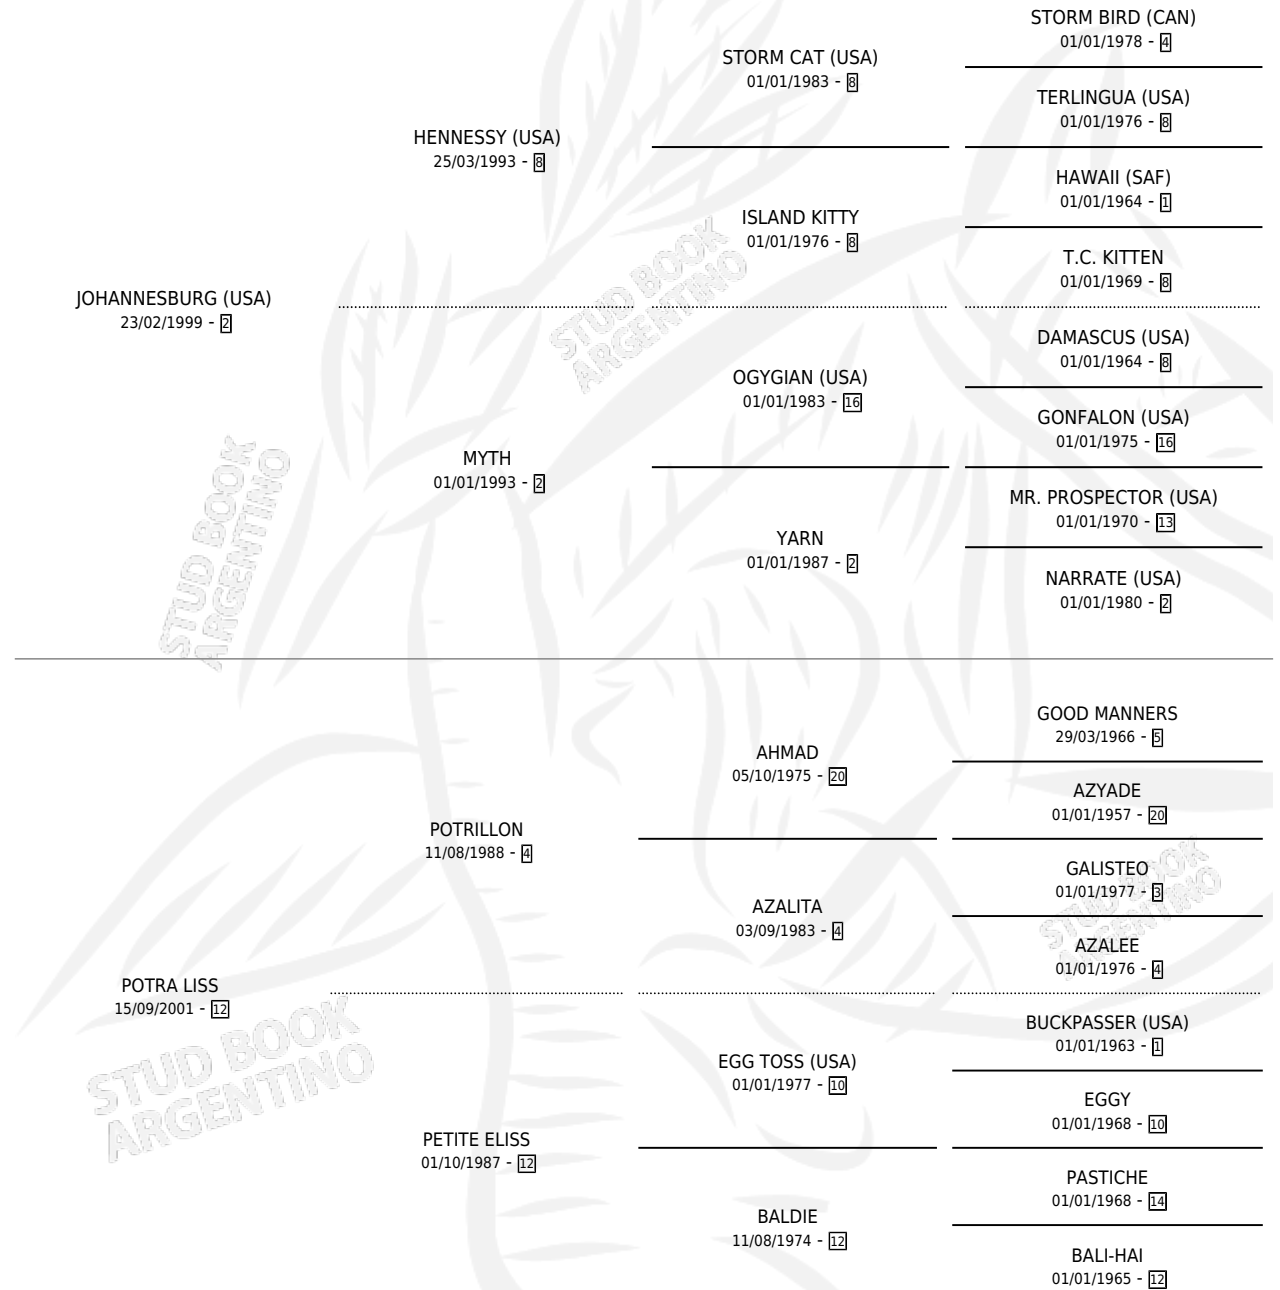 STORM BIRD (CAN)
01/01/1978 - 4
STORM CAT (USA)
01/01/1983 - 8
TERLINGUA (USA)
01/01/1976 - 8
HENNESSY (USA)
25/03/1993 - 8
HAWAII (SAF)
01/01/1964 - 1
ISLAND KITTY
01/01/1976 - 8
T.C. KITTEN
01/01/1969 - 8
JOHANNESBURG (USA)
23/02/1999 - 2
DAMASCUS (USA)
01/01/1964 - 8
OGYGIAN (USA)
01/01/1983 - 16
GONFALON (USA)
01/01/1975 - 16
MYTH
01/01/1993 - 2
MR. PROSPECTOR (USA)
01/01/1970 - 13
YARN
01/01/1987 - 2
NARRATE (USA)
01/01/1980 - 2
GOOD MANNERS
29/03/1966 - 5
AHMAD
05/10/1975 - 20
AZYADE
01/01/1957 - 20
POTRILLON
11/08/1988 - 4
GALISTEO
01/01/1977 - 3
AZALITA
03/09/1983 - 4
AZALEE
01/01/1976 - 4
POTRA LISS
15/09/2001 - 12
BUCKPASSER (USA)
01/01/1963 - 1
EGG TOSS (USA)
01/01/1977 - 10
EGGY
01/01/1968 - 10
PETITE ELISS
01/10/1987 - 12
PASTICHE
01/01/1968 - 14
BALDIE
11/08/1974 - 12
BALI-HAI
01/01/1965 - 12
STUD BOOK
ARGENTINO
STUD BOOK
ARGENTINO
STUD BOOK
ARGENTINO
STUD BOOK
ARGENTINO